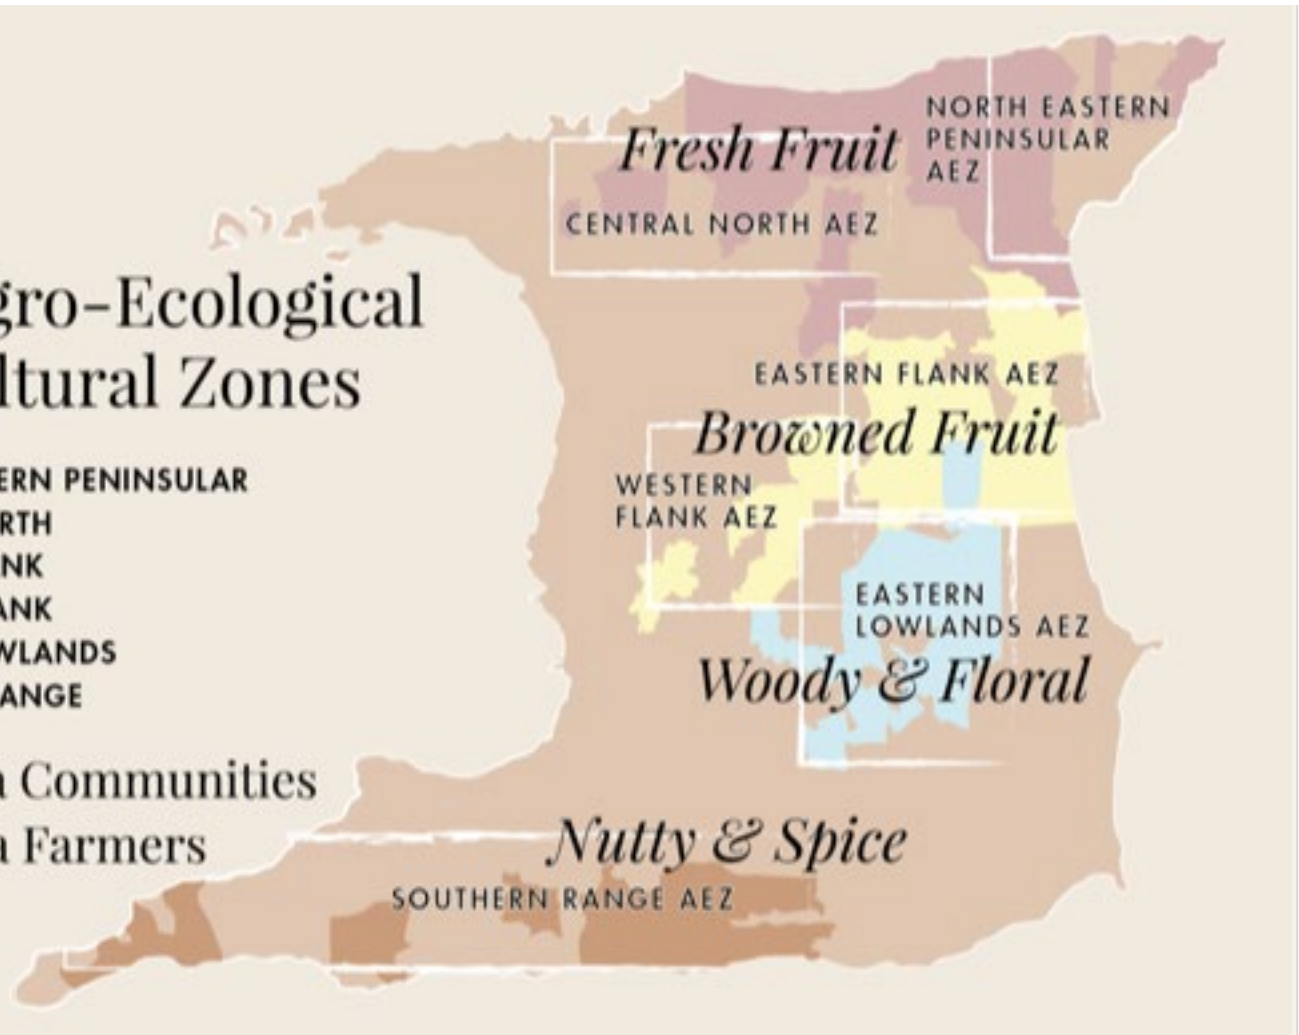 gro-Ecological
ltural Zones
ERN PENINSULAR
RTH
NK
ANK
WLANDS
ANGE
a Communities
a Farmers
Fresh Fruit
NORTH EASTERN
PENINSULAR
AEZ
CENTRAL NORTH AEZ
EASTERN FLANK AEZ
Browned Fruit
WESTERN
FLANK AEZ
EASTERN
LOWLANDS AEZ
Woody & Floral
Nutty & Spice
SOUTHERN RANGE AEZ